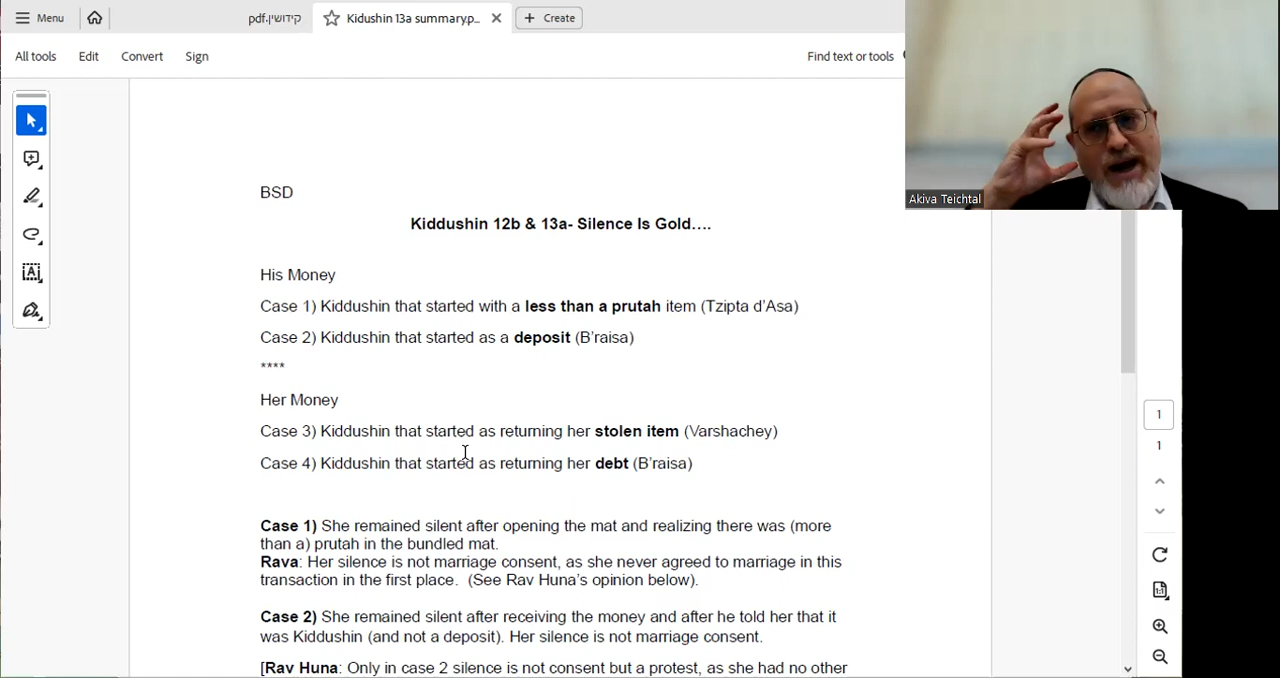 Menu
קידושין.pdf
Kidushin 13a summary.p...
Create
All tools
Edit
Convert
Sign
Find text or tools
Akiva Teichtal
BSD
Kiddushin 12b & 13a- Silence Is Gold….
His Money
Case 1) Kiddushin that started with a less than a prutah item (Tzipta d’Asa)
Case 2) Kiddushin that started as a deposit (B’raisa)
****
Her Money
Case 3) Kiddushin that started as returning her stolen item (Varshachey)
Case 4) Kiddushin that started as returning her debt (B’raisa)
Case 1) She remained silent after opening the mat and realizing there was (more
than a) prutah in the bundled mat.
Rava: Her silence is not marriage consent, as she never agreed to marriage in this
transaction in the first place.  (See Rav Huna’s opinion below).
Case 2) She remained silent after receiving the money and after he told her that it
was Kiddushin (and not a deposit). Her silence is not marriage consent.
[Rav Huna: Only in case 2 silence is not consent but a protest, as she had no other
1
1
1:1